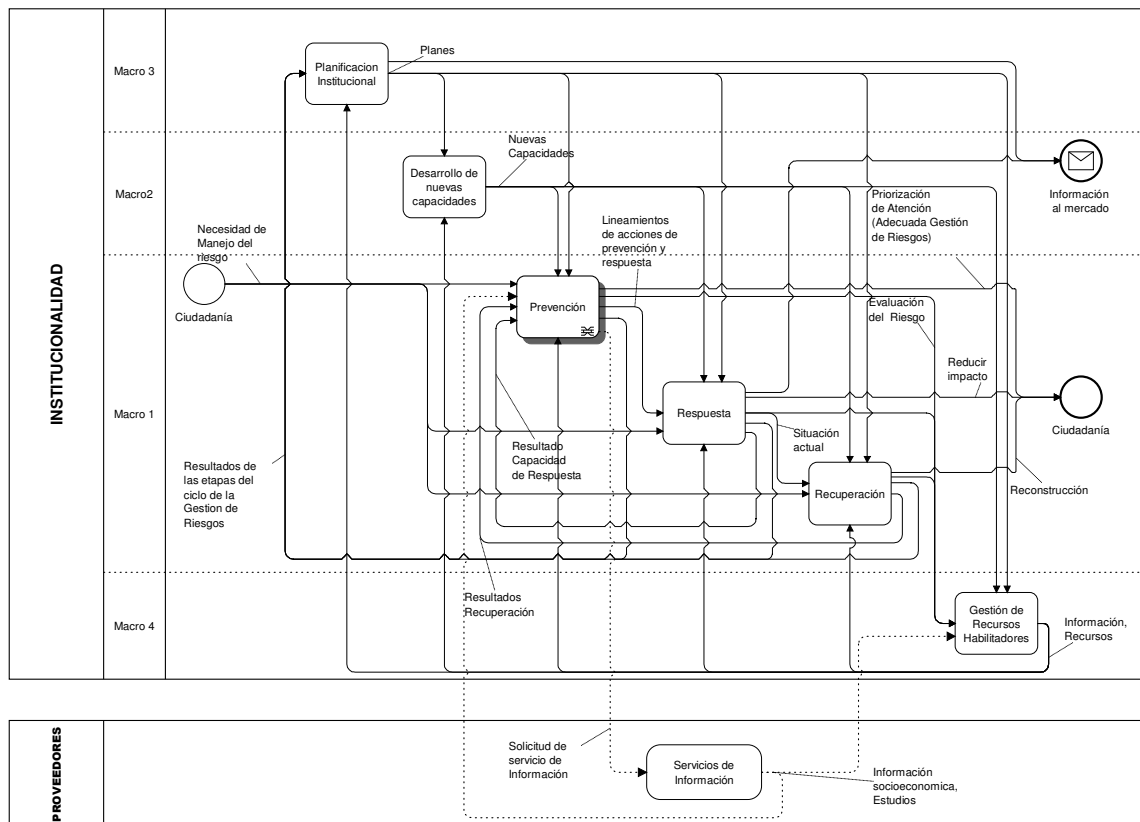 INSTITUCIONALIDAD
Macro 3
Planificacion
Institucional
Planes
Macro2
Desarrollo de
nuevas
capacidades
Nuevas
Capacidades
Información
al mercado
Priorización
de Atención
(Adecuada Gestión
de Riesgos)
Macro 1
Necesidad de
Manejo del
riesgo
Ciudadanía
Lineamientos
de acciones de
prevención y
respuesta
Prevención
Evaluación
del Riesgo
Reducir
impacto
Respuesta
Ciudadanía
Situación
actual
Resultado
Capacidad
de Respuesta
Resultados de
las etapas del
ciclo de la
Gestion de
Riesgos
Recuperación
Reconstrucción
Macro 4
Resultados
Recuperación
Gestión de
Recursos
Habilitadores
Información,
Recursos
PROVEEDORES
Solicitud de
servicio de
Información
Servicios de
Información
Información
socioeconomica,
Estudios